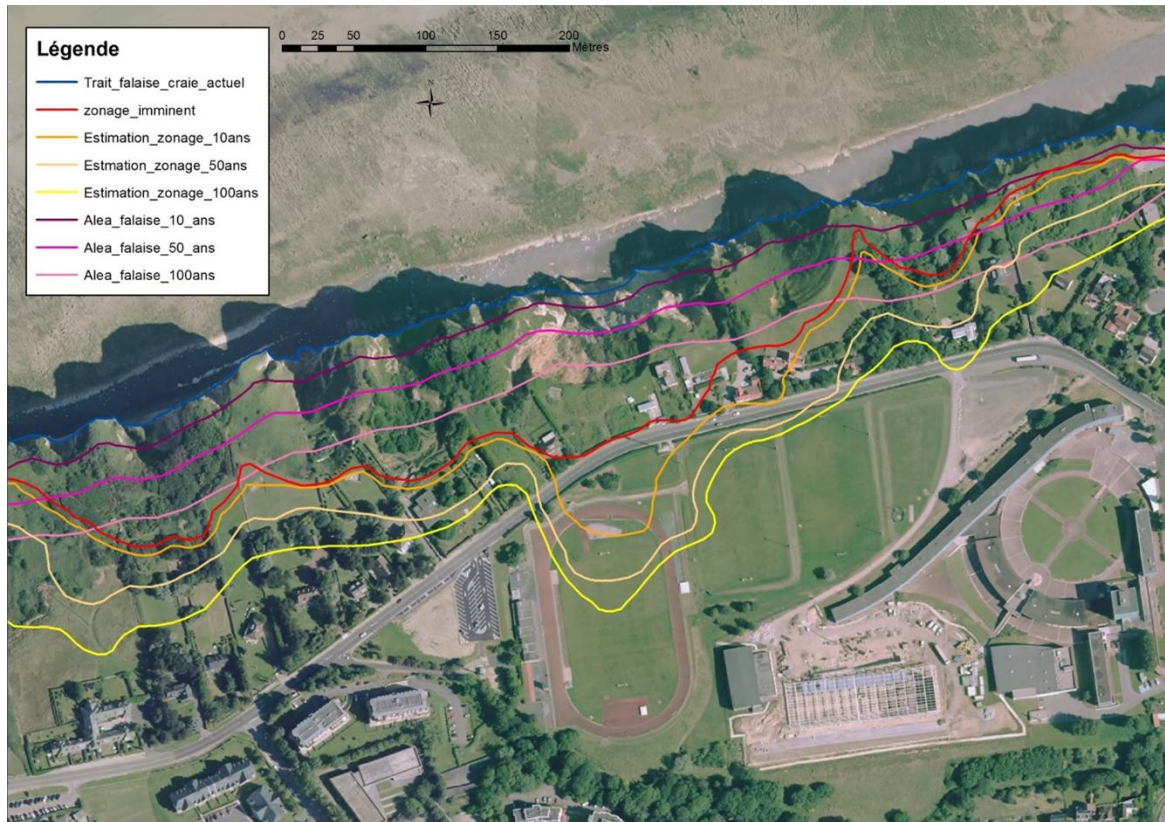 Légende
Trait_falaise_craie_actuel
zonage_imminent
Estimation_zonage_10ans
Estmation_zonage_50ans
Estimation_zonage_100ans
Alea_falaise_10_ans
Alea_falaise_50_ans
Alea_falaise_100ans
0 25 50 100 150 200
Mètres
N